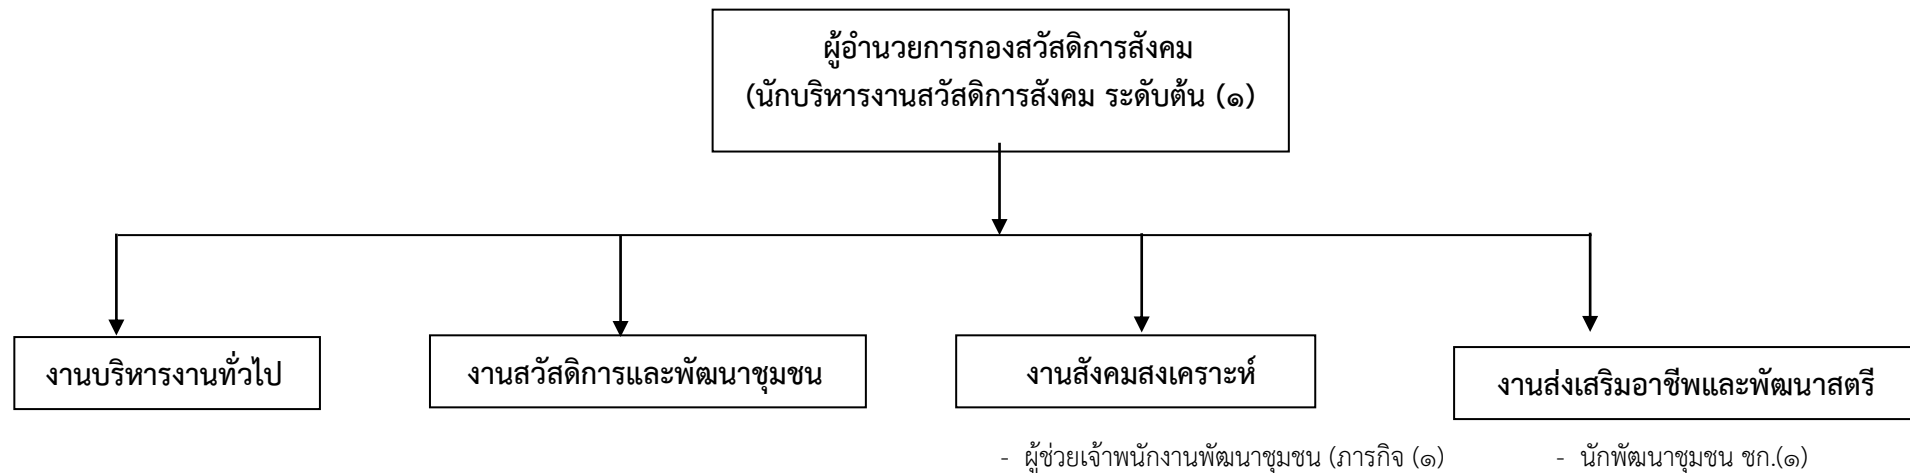 ผู้อำนวยการกองสวัสดิการสังคม
(นักบริหารงานสวัสดิการสังคม ระดับต้น (๑)
งานบริหารงานทั่วไป
งานสวัสดิการและพัฒนาชุมชน
งานสังคมสงเคราะห์
งานส่งเสริมอาชีพและพัฒนาสตรี
- ผู้ช่วยเจ้าพนักงานพัฒนาชุมชน (ภารกิจ (๑)
- นักพัฒนาชุมชน ชก.(๑)